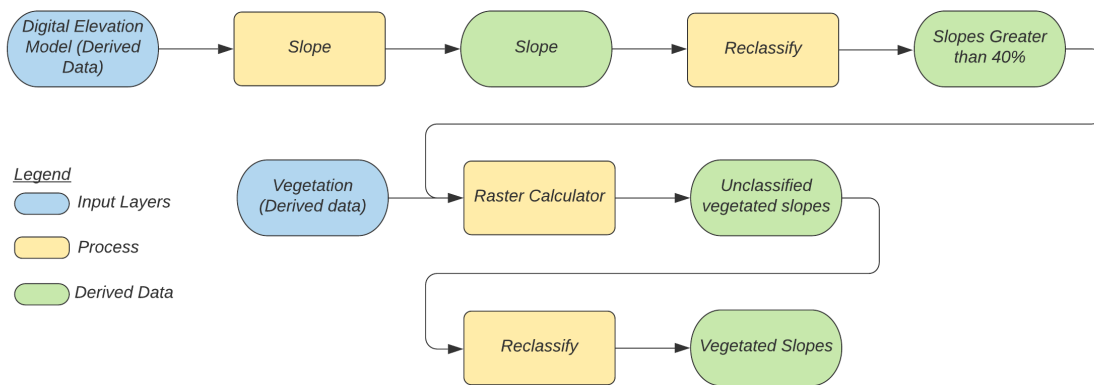 Digital Elevation
Model (Derived
Data)
Slope
Slope
Reclassify
Slopes Greater
than 40%
Legend
Input Layers
Process
Derived Data
Vegetation
(Derived data)
Raster Calculator
Unclassified
vegetated slopes
Reclassify
Vegetated Slopes